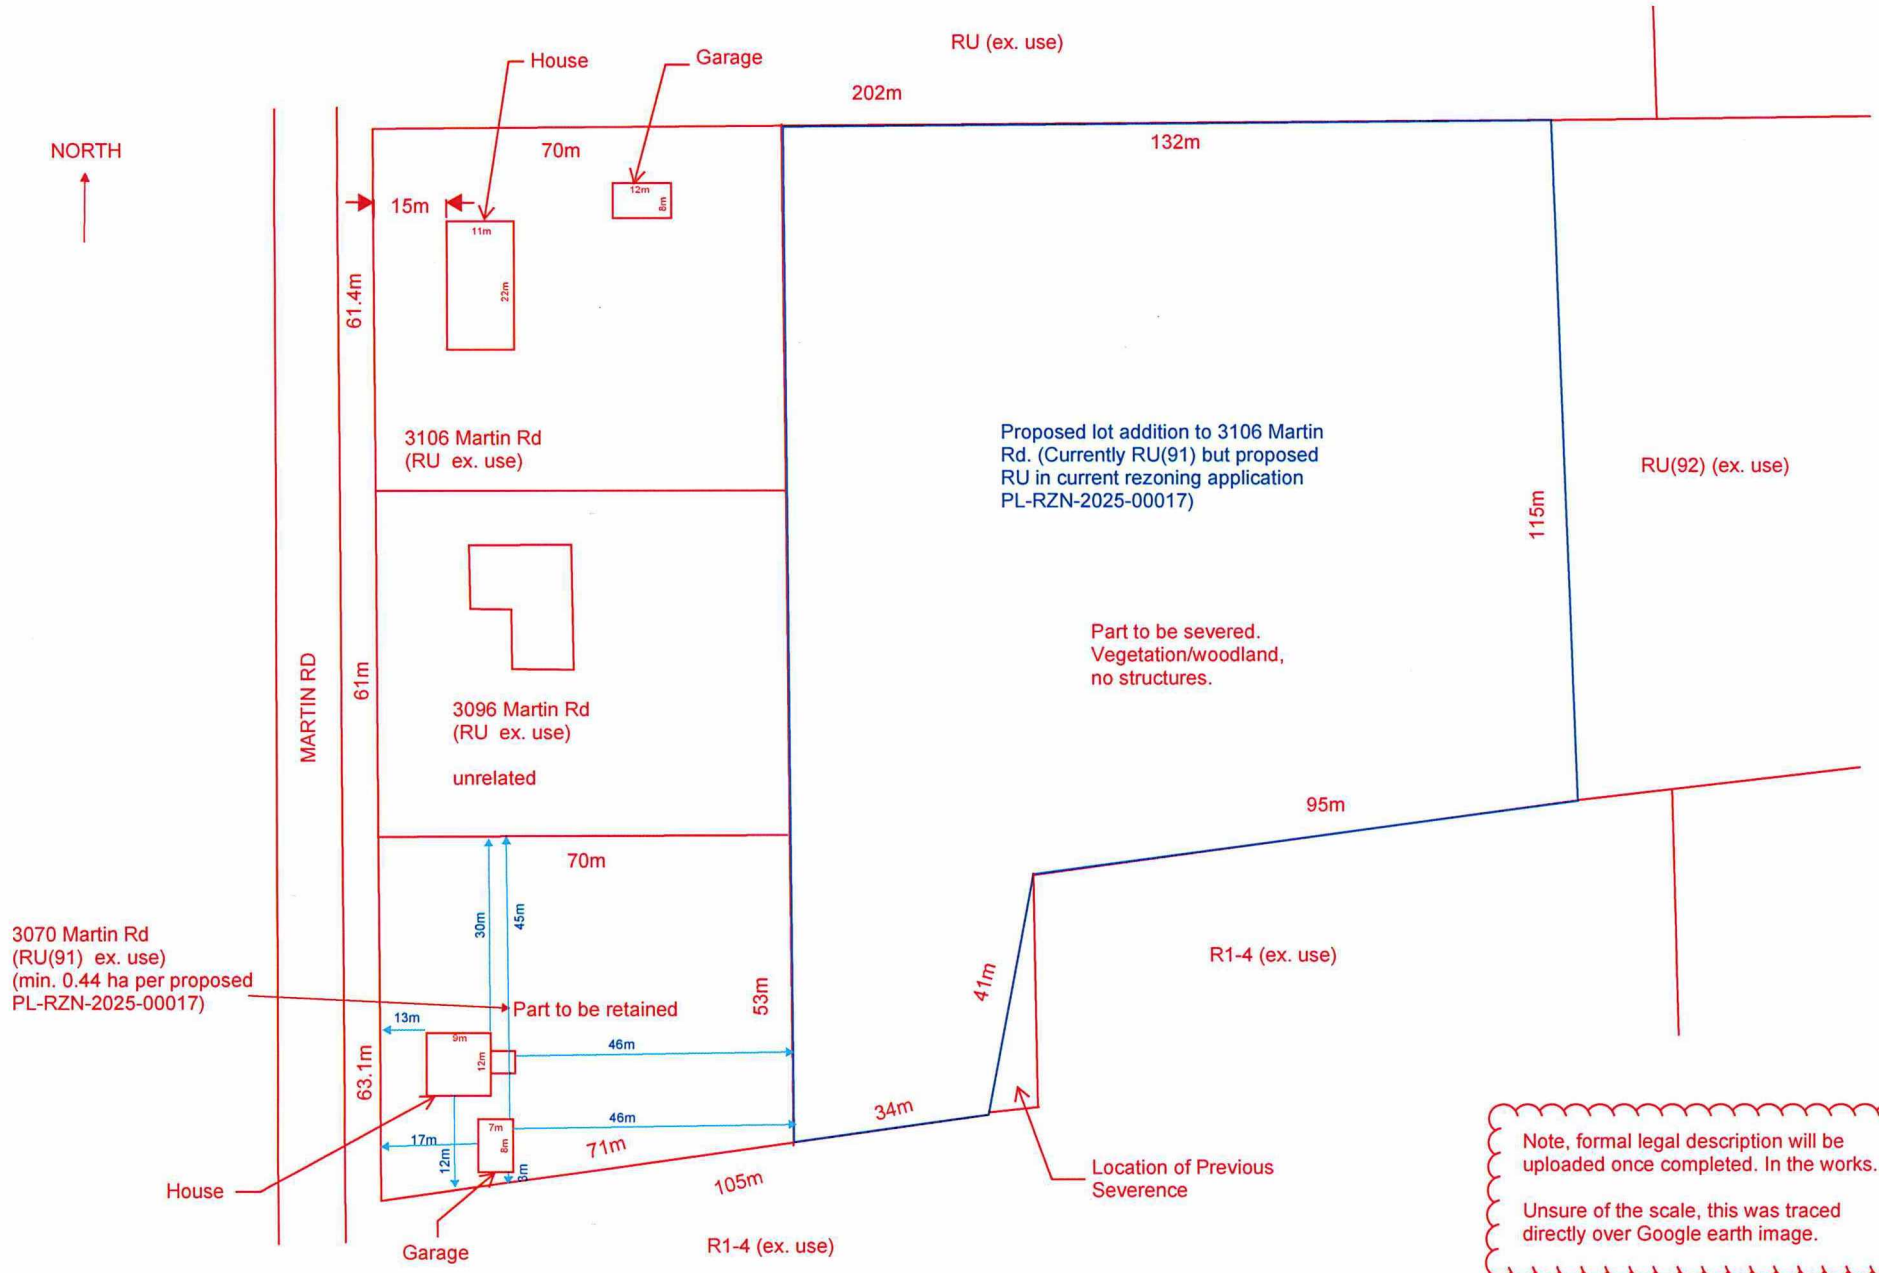 RU (ex. use)
House
Garage
202m
NORTH
70m
132m
12m
8m
15m
11m
22m
61.4m
3106 Martin Rd
(RU ex. use)
Proposed lot addition to 3106 Martin
Rd. (Currently RU(91) but proposed
RU in current rezoning application
PL-RZN-2025-00017)
RU(92) (ex. use)
115m
MARTIN RD
61m
Part to be severed.
Vegetation/woodland,
no structures.
3096 Martin Rd
(RU ex. use)
unrelated
95m
70m
30m
45m
3070 Martin Rd
(RU(91) ex. use)
(min. 0.44 ha per proposed
PL-RZN-2025-00017)
R1-4 (ex. use)
41m
53m
Part to be retained
13m
9m
12m
46m
63.1m
34m
46m
7m
8m
17m
12m
71m
3m
105m
House
Garage
Location of Previous
Severence
R1-4 (ex. use)
Note, formal legal description will be
uploaded once completed. In the works.
Unsure of the scale, this was traced
directly over Google earth image.